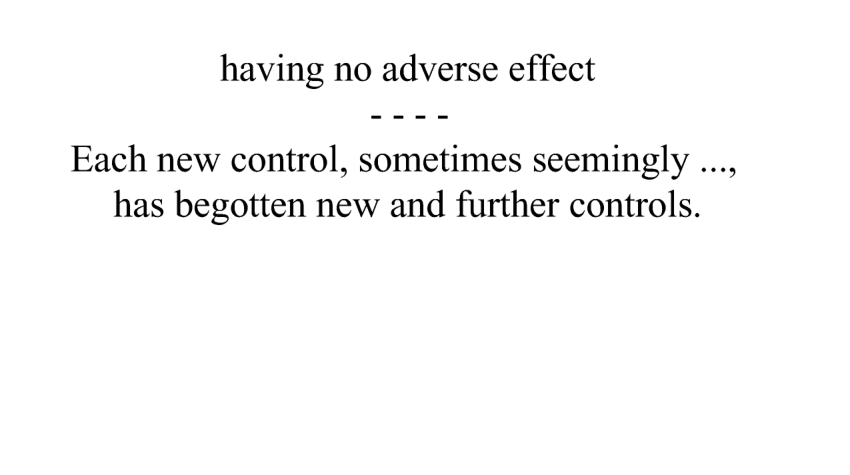 having no adverse effect
- - - -
Each new control, sometimes seemingly ...,
has begotten new and further controls.